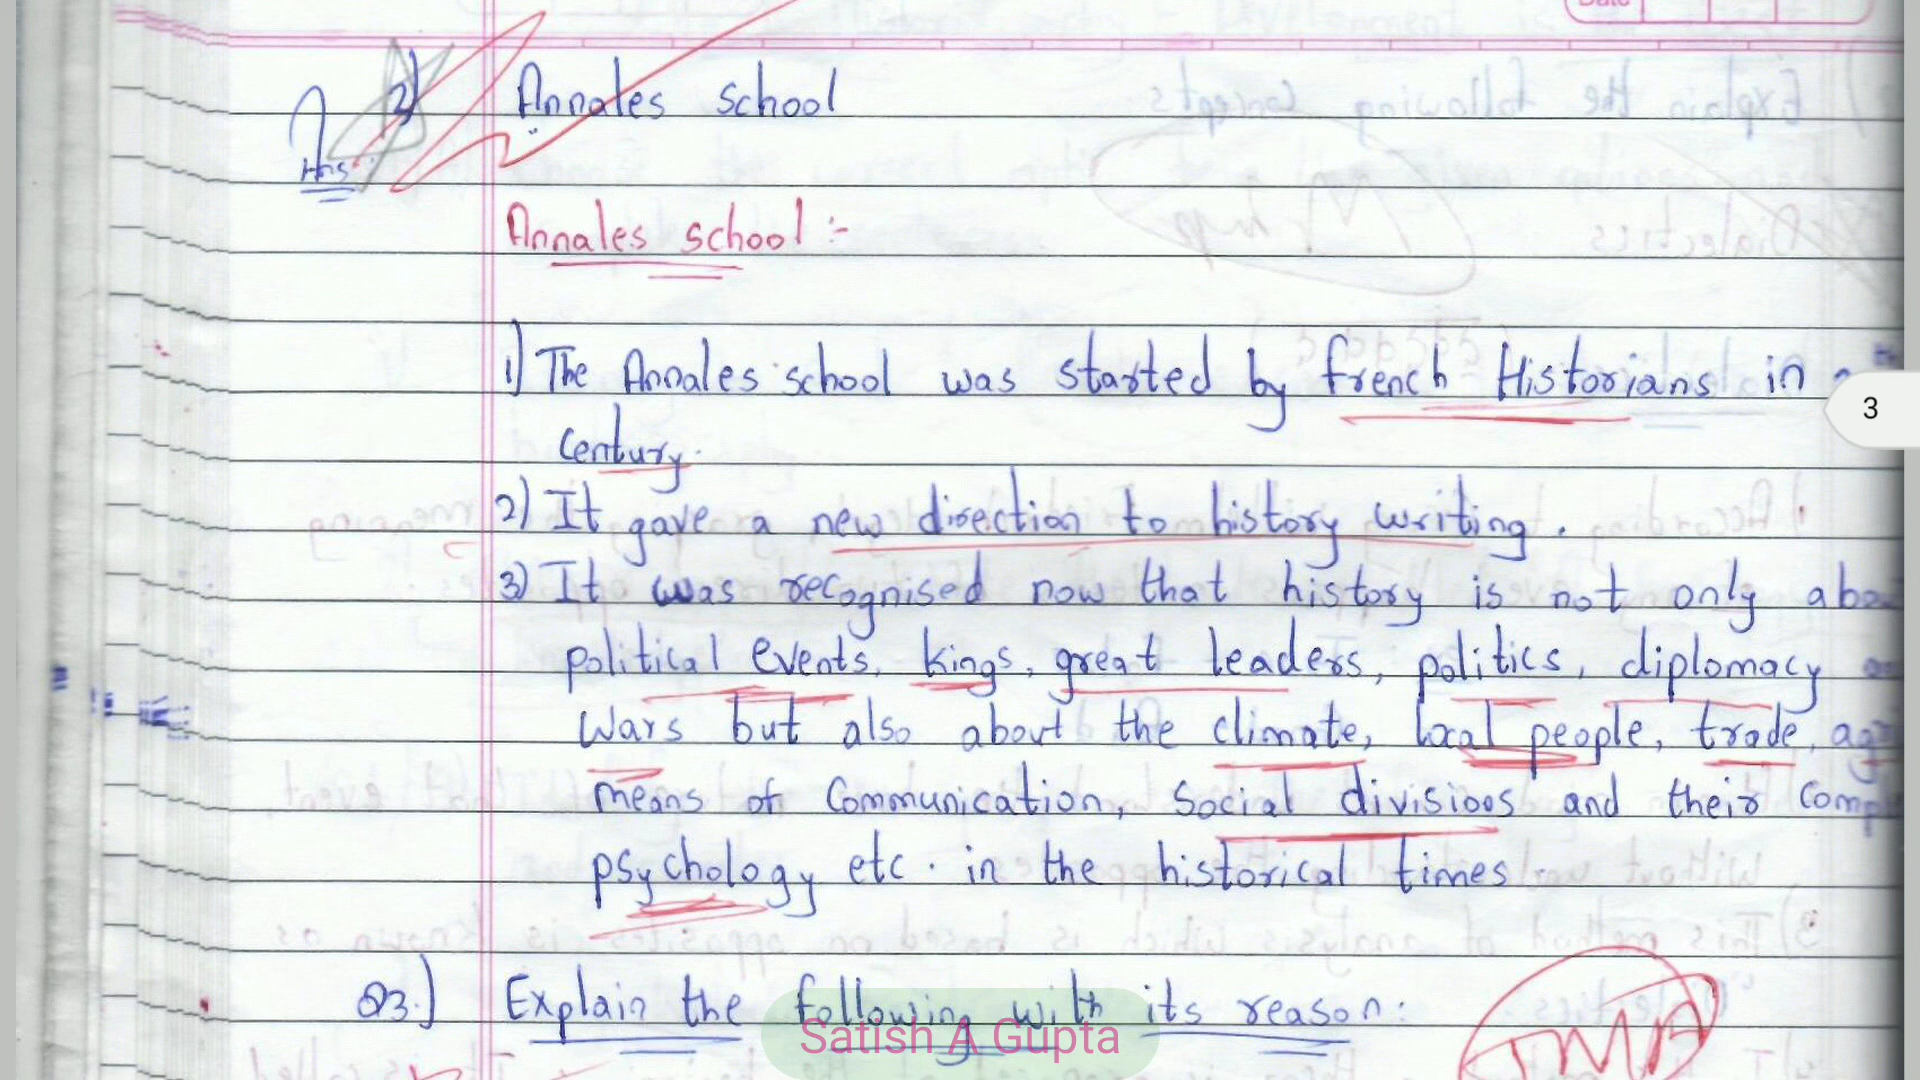 Date
2) Annales school
Ans
Annales school :-
1) The Annales school was started by french Historians in
century.
2) It gave a new direction to history writing.
3) It was recognised now that history is not only
political events, kings, great leaders, politics, diplomacy
wars but also about the climate, local people, trade,
means of communication, social divisions and their
psychology etc. in the historical times
Q3.) Explain the following with its reason:
Satish A Gupta
3